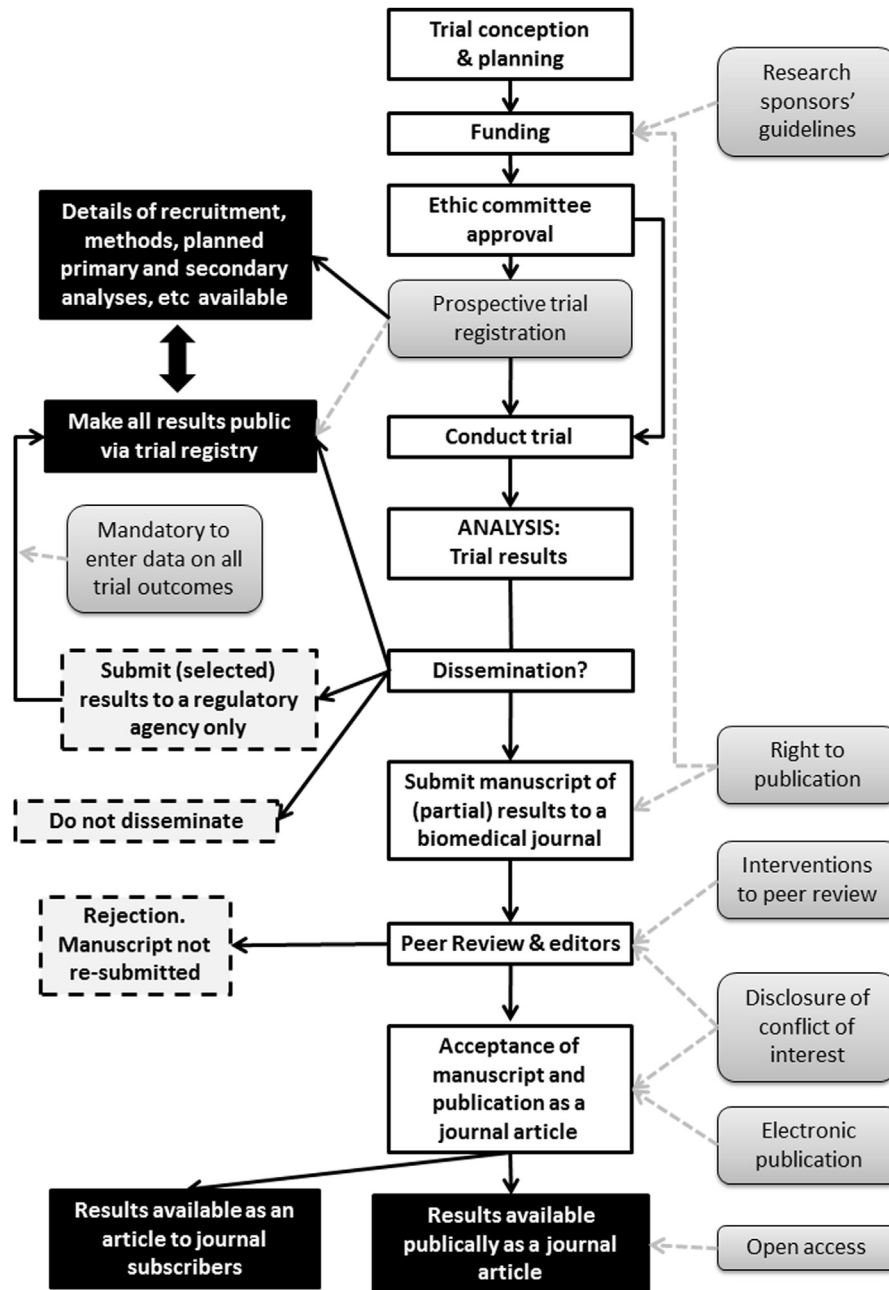 Trial conception
& planning
Research
sponsors’
guidelines
Funding
Ethic committee
approval
Details of recruitment,
methods, planned
primary and secondary
analyses, etc available
Prospective trial
registration
Make all results public
via trial registry
Conduct trial
Mandatory to
enter data on all
trial outcomes
ANALYSIS:
Trial results
Submit (selected)
results to a regulatory
agency only
Dissemination?
Right to
publication
Submit manuscript of
(partial) results to a
biomedical journal
Do not disseminate
Interventions
to peer review
Rejection.
Manuscript not
re-submitted
Peer Review & editors
Disclosure of
conflict of
interest
Acceptance of
manuscript and
publication as a
journal article
Electronic
publication
Results available as an
article to journal
subscribers
Results available
publically as a journal
article
Open access